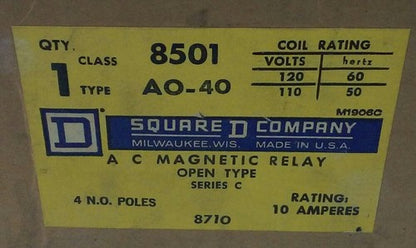 QTY. 1
CLASS 8501
TYPE AO-40
COIL RATING
VOLTS hertz
120 60
110 50
M1906C
D SQUARE D COMPANY
MILWAUKEE, WIS. MADE IN U.S.A.
A C MAGNETIC RELAY
OPEN TYPE
SERIES C
4 N.O. POLES
RATING:
10 AMPERES
8710